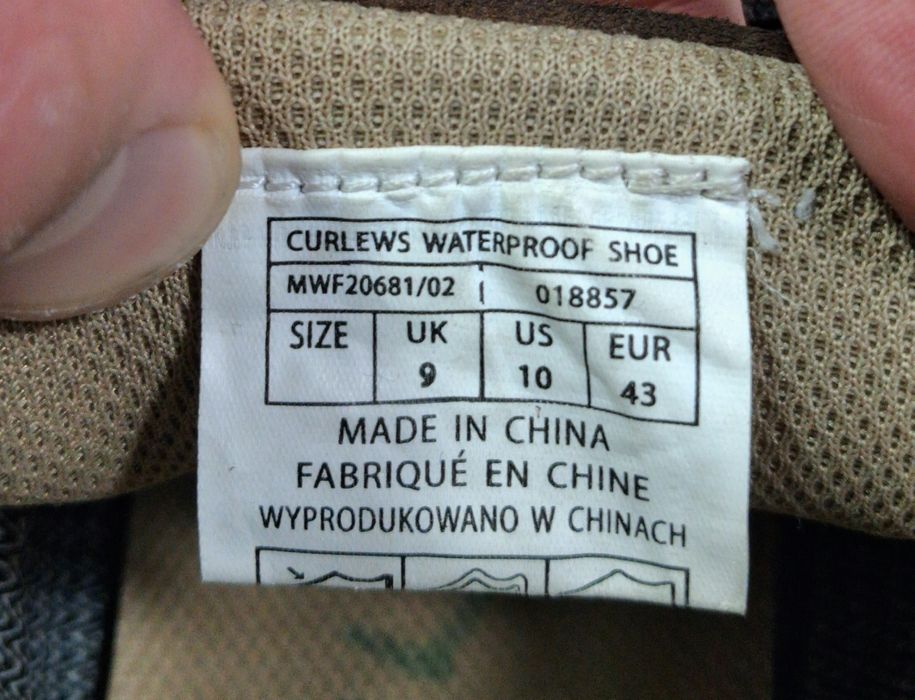 CURLEWS WATERPROOF SHOE
MWF20681/02 | 018857
SIZE UK US EUR
9 10 43
MADE IN CHINA
FABRIQUÉ EN CHINE
WYPRODUKOWANO W CHINACH